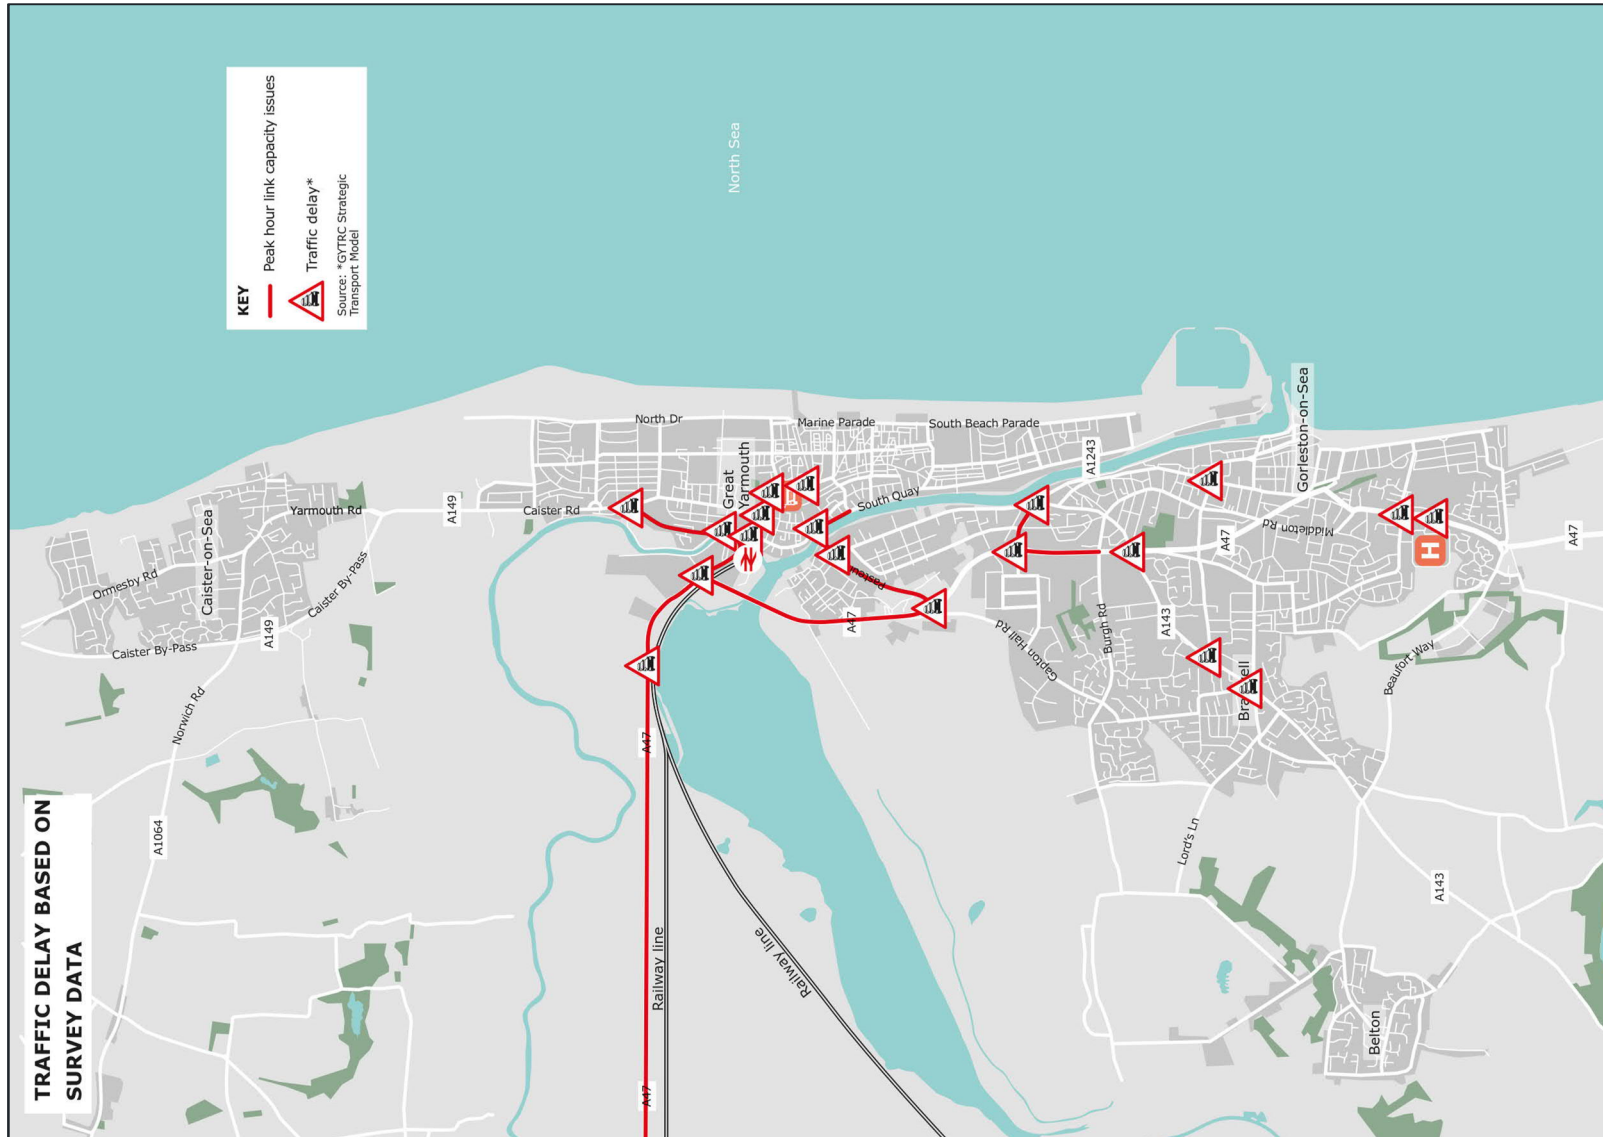 TRAFFIC DELAY BASED ON
SURVEY DATA
KEY
Peak hour link capacity issues
Traffic delay*
Source: *GYTRC Strategic
Transport Model
North Sea
Ormesby Rd
Caister-on-Sea
Yarmouth Rd
A149
Caister By-Pass
A149
Caister By-Pass
Norwich Rd
A1064
Caister Rd
North Dr
Great
Yarmouth
Marine Parade
South Beach Parade
South Quay
A1243
A47
A47
A47
Railway line
Railway line
Gapton Hall Rd
Burgh Rd
A143
A47
Middleton Rd
Gorleston-on-Sea
H
A47
Beaufort Way
Lord's Ln
A143
Belton